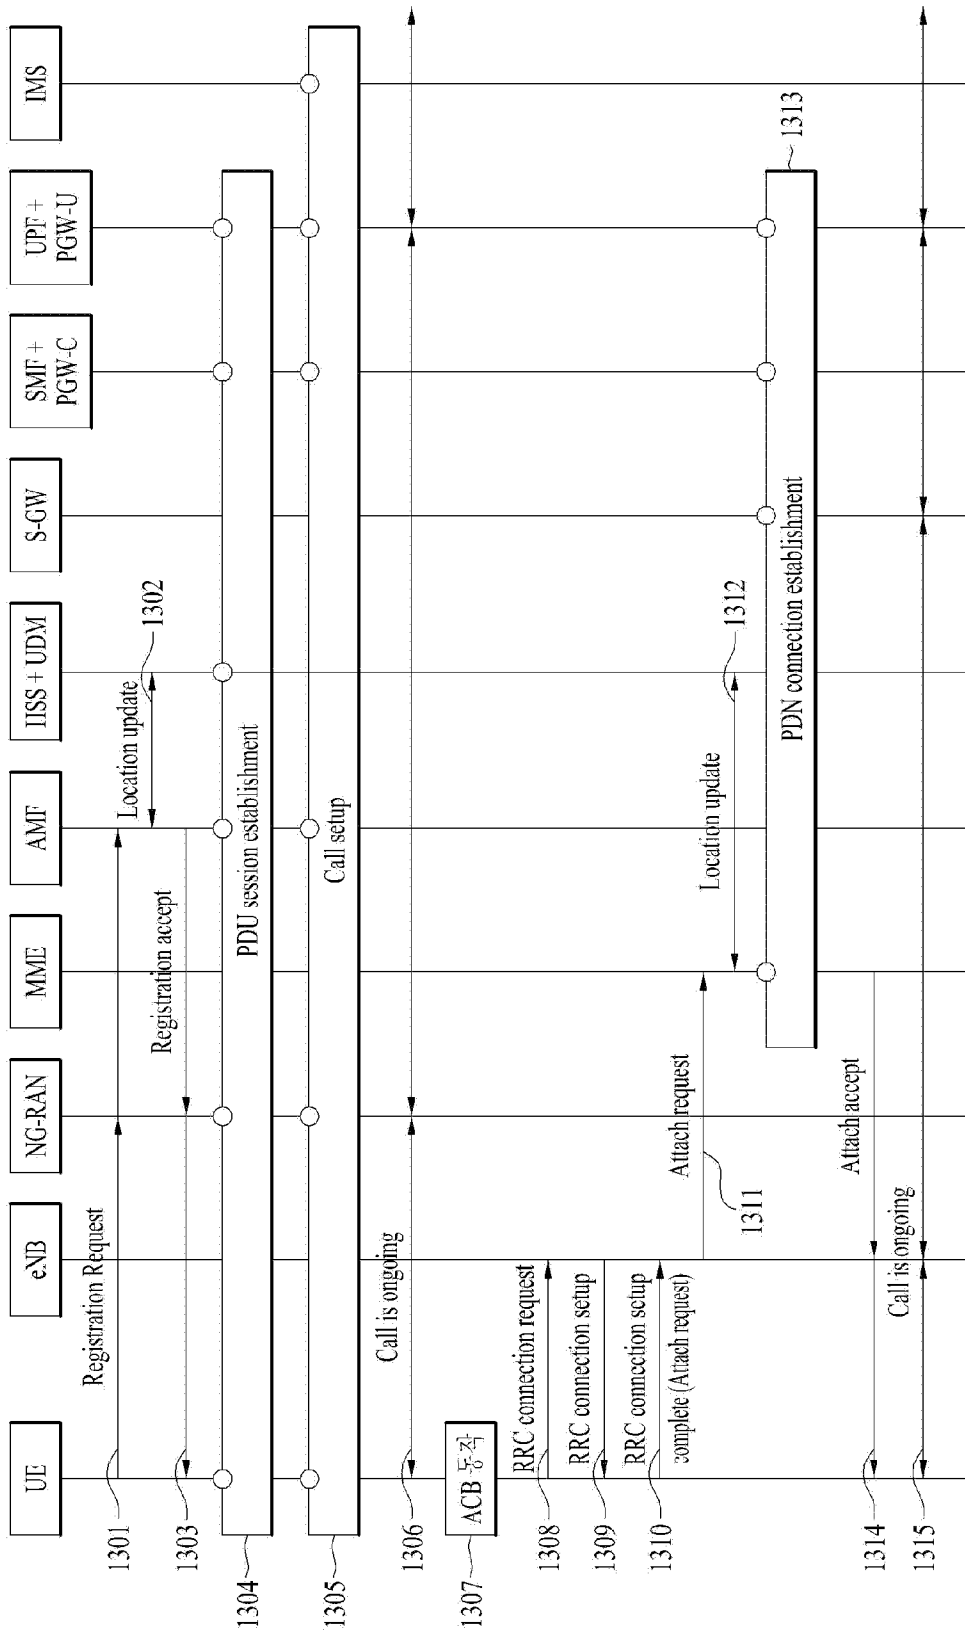 UE
eNB
NG-RAN
MME
AMF
HSS + UDM
S-GW
SMF +
PGW-C
UPF +
PGW-U
IMS
1301
Registration Request
Location update
1302
1303
Registration accept
1304
PDU session establishment
1305
Call setup
1306
Call is ongoing
1307
ACB 동작
1308
RRC connection request
1309
RRC connection setup
1310
RRC connection setup
complete (Attach request)
Attach request
1311
Location update
1312
PDN connection establishment
1313
1314
Attach accept
1315
Call is ongoing